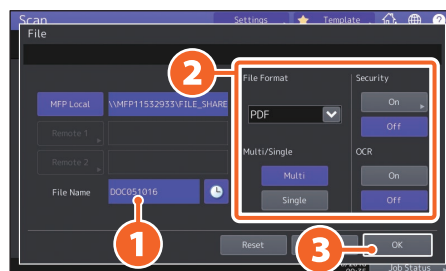 Scan
Settings
Template
?
File
2
File Format
Security
MFP Local
\\MFP11532933\FILE_SHARE
PDF
On
Remote 1
Off
Multi/Single
OCR
Remote 2
Multi
On
File Name
DOC051016
Single
Off
1
Reset
3
OK
Job Status